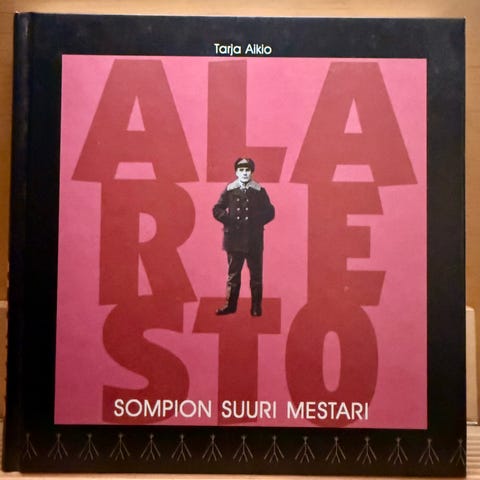 Tarja Aikio
ALA
RIE
STO
SOMPION SUURI MESTARI